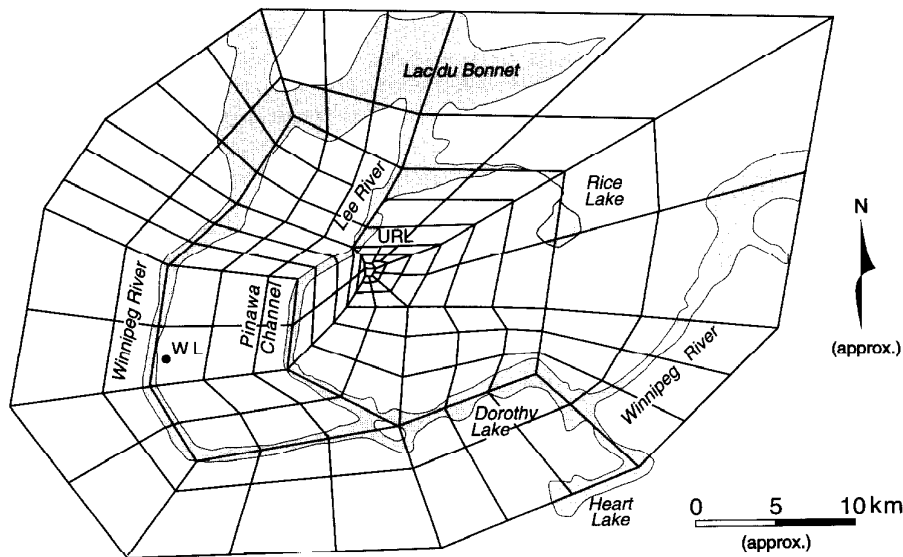 Lac du Bonnet
Rice
Lake
Lee River
URL
N
(approx.)
Winnipeg River
WL
Pinawa
Channel
Winnipeg River
Dorothy
Lake
Heart
Lake
0 5 10 km
(approx.)